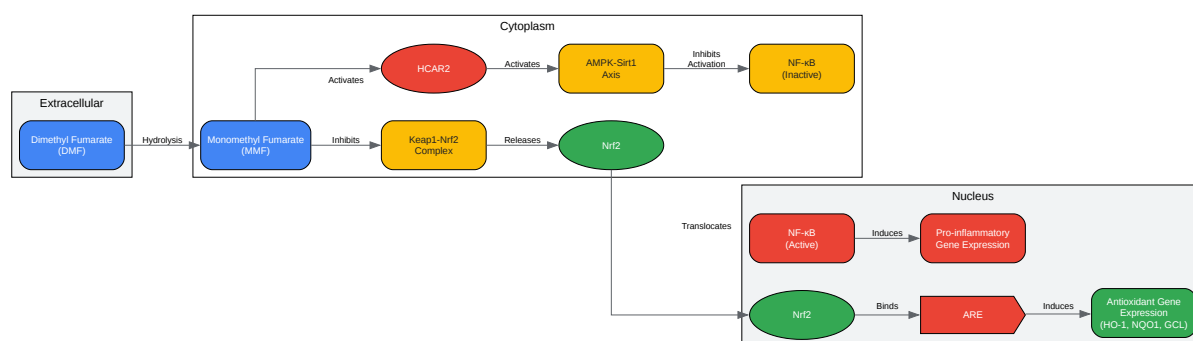 Cytoplasm
HCAR2
Activates
AMPK-Sirt1
Axis
Inhibits
Activation
NF-κB
(Inactive)
Activates
Extracellular
Dimethyl Fumarate
(DMF)
Hydrolysis
Monomethyl Fumarate
(MMF)
Inhibits
Keap1-Nrf2
Complex
Releases
Nrf2
Translocates
Nucleus
NF-κB
(Active)
Induces
Pro-inflammatory
Gene Expression
Nrf2
Binds
ARE
Induces
Antioxidant Gene
Expression
(HO-1, NQO1, GCL)